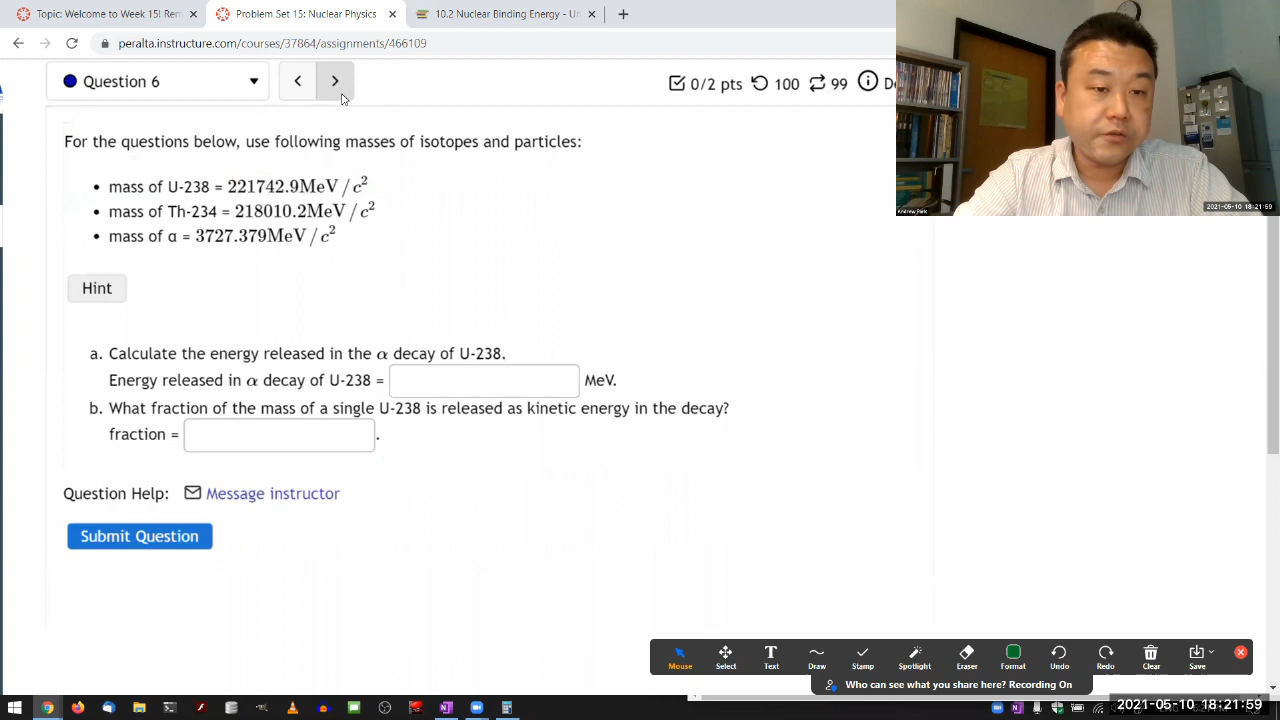 Topic: Welcome to Week 15! Rem
Problem Set 15: Nuclear Physics
10.2 Nuclear Binding Energy - Un
peralta.instructure.com/courses/37864/assignments/466109
Question 6
0/2 pts 100 99
For the questions below, use following masses of isotopes and particles:
• mass of U-238 = 221742.9MeV/c²
• mass of Th-234 = 218010.2MeV/c²
• mass of α = 3727.379MeV/c²
Hint
a. Calculate the energy released in the α decay of U-238.
Energy released in α decay of U-238 = MeV.
b. What fraction of the mass of a single U-238 is released as kinetic energy in the decay?
fraction = .
Question Help: Message instructor
Submit Question
Andrew Park
2021-05-10 18:21:59
Mouse Select Text Draw Stamp Spotlight Eraser Format Undo Redo Clear Save
Who can see what you share here? Recording On
2021-05-10 18:21:59